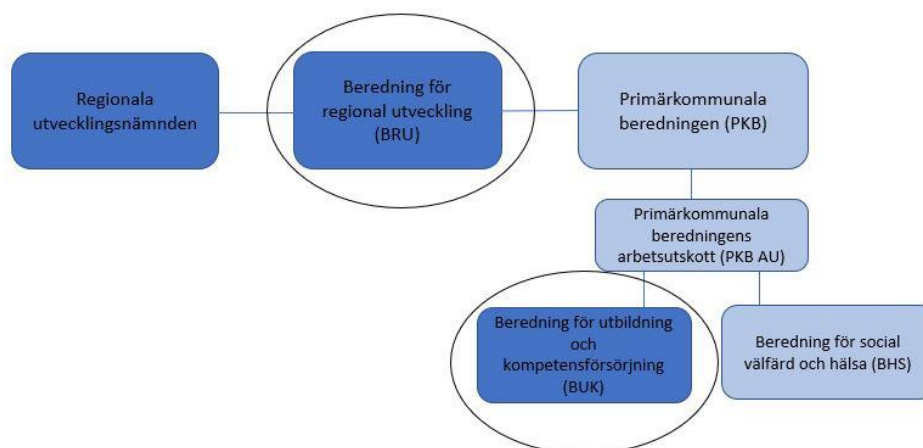 Regionala
utvecklingsnämnden
Beredning för
regional utveckling
(BRU)
Primärkommunala
beredningen (PKB)
Primärkommunala
beredningens
arbetsutskott (PKB AU)
Beredning för utbildning
och
kompetensförsörjning
(BUK)
Beredning för social
välfärd och hälsa (BHS)